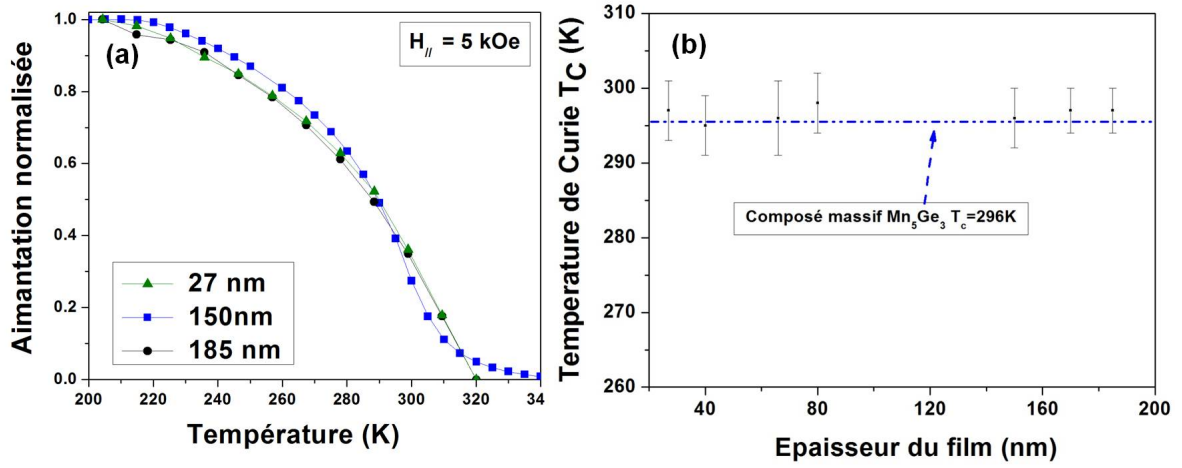 (a)
H// = 5 kOe
Aimantation normalisée
1.0
0.8
0.6
0.4
0.2
0.0
27 nm
150nm
185 nm
200 220 240 260 280 300 320 34
Température (K)
(b)
Temperature de Curie TC (K)
310
300
290
280
270
260
Composé massif Mn5Ge3 Tc=296K
40 80 120 160 200
Epaisseur du film (nm)